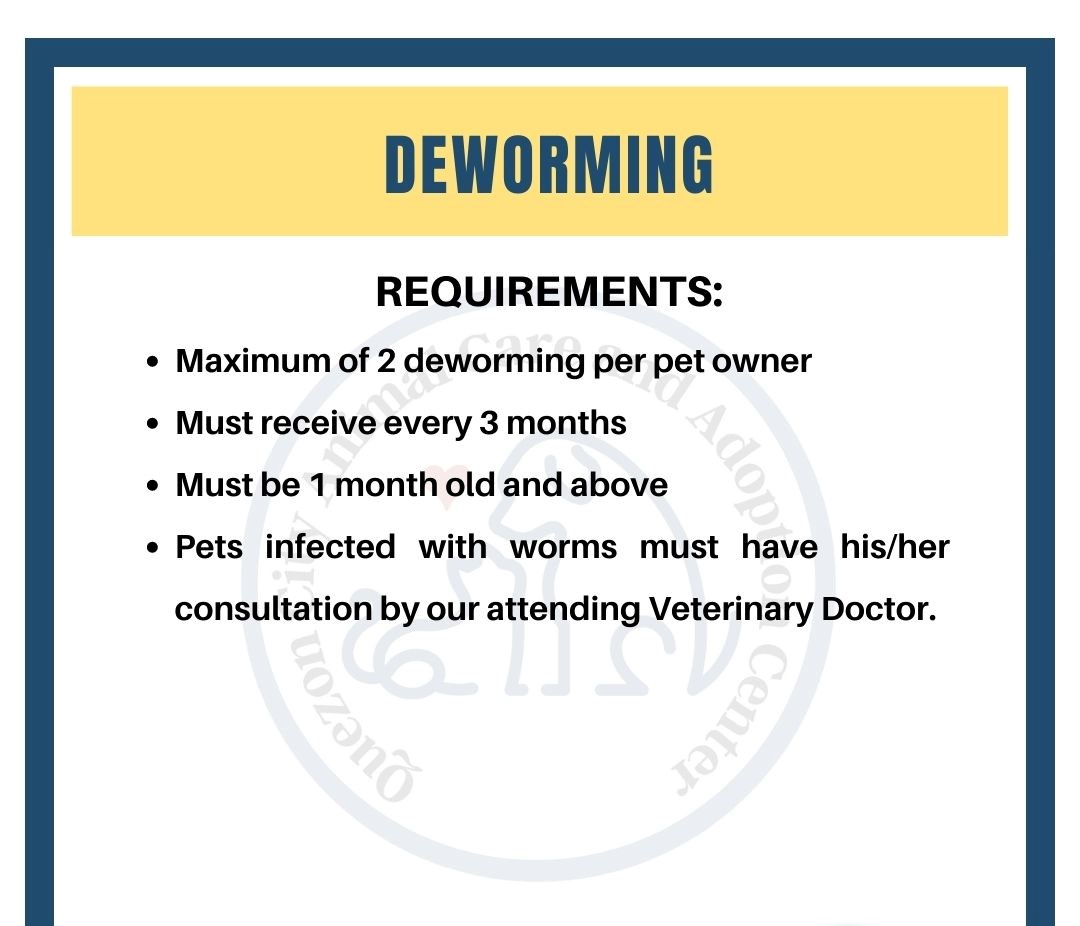 DEWORMING
REQUIREMENTS:
• Maximum of 2 deworming per pet owner
• Must receive every 3 months
• Must be 1 month old and above
• Pets infected with worms must have his/her
consultation by our attending Veterinary Doctor.
Quezon City Animal Care and Adoption Center